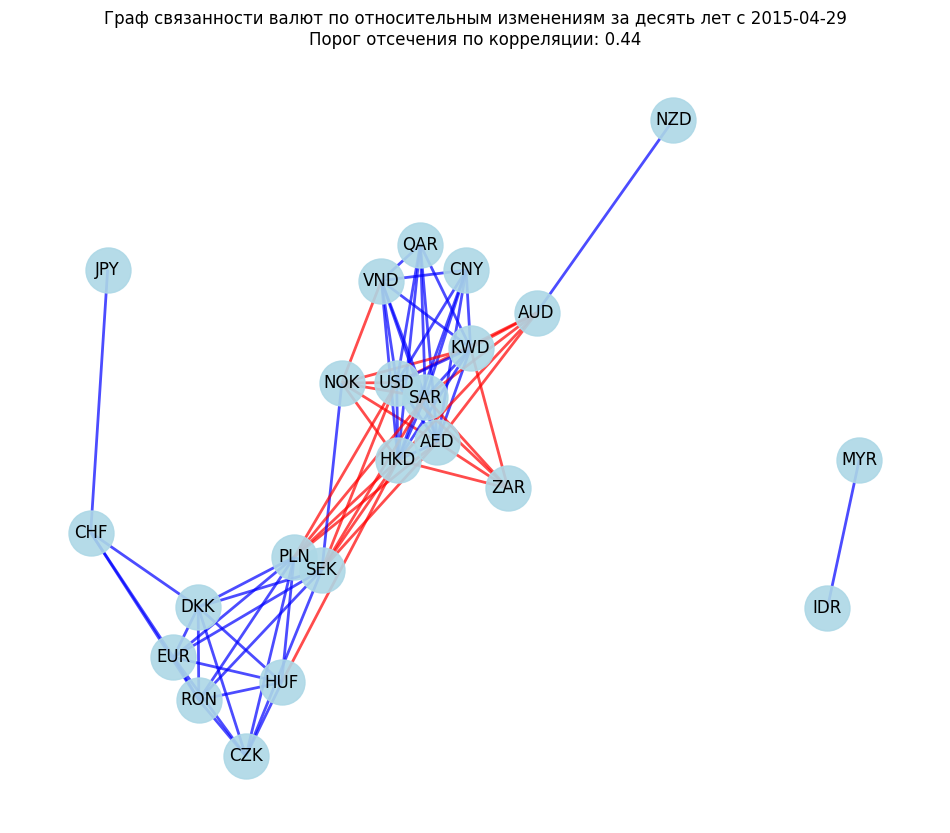 Граф связанности валют по относительным изменениям за десять лет с 2015-04-29
Порог отсечения по корреляции: 0.44
NZD
QAR
JPY
VND
CNY
AUD
KWD
NOK
USD
SAR
AED
HKD
MYR
ZAR
CHF
PLN
SEK
DKK
IDR
EUR
HUF
RON
CZK